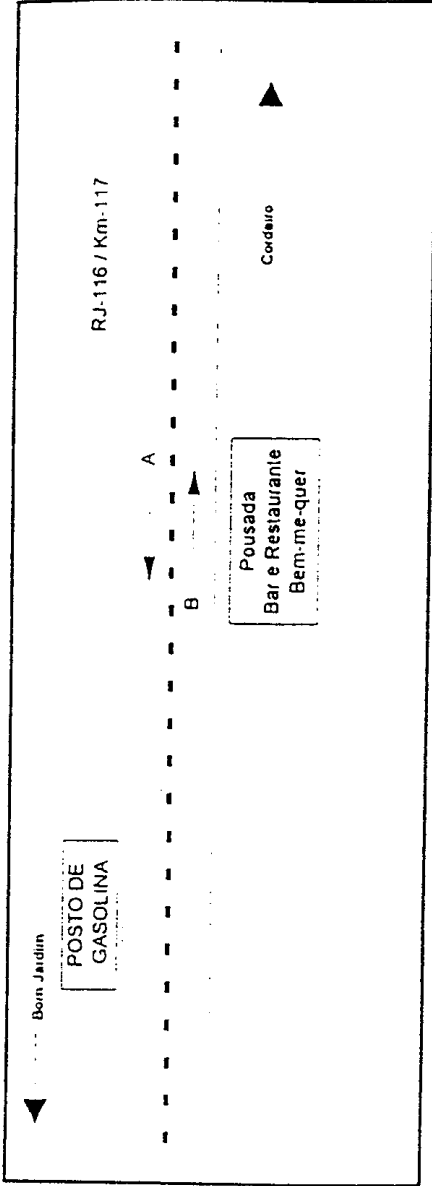 Bom Jardim
RJ-116 / Km-117
POSTO DE
GASOLINA
A
B
Pousada
Bar e Restaurante
Bem-me-quer
Cordeiro